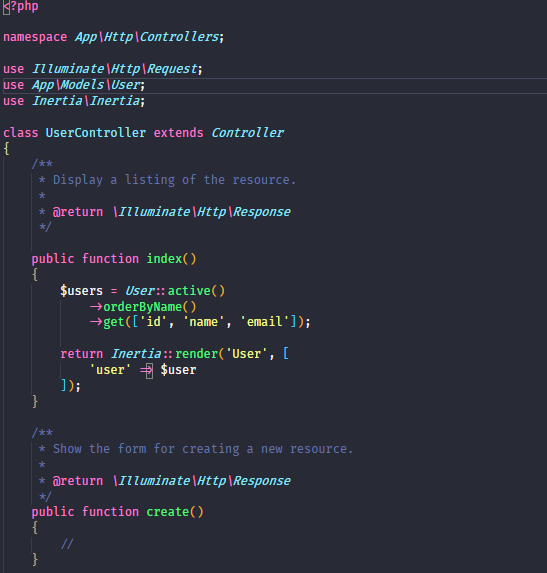 <?php
namespace App\Http\Controllers;
use Illuminate\Http\Request;
use App\Models\User;
use Inertia\Inertia;
class UserController extends Controller
{
    /**
     * Display a listing of the resource.
     *
     * @return \Illuminate\Http\Response
     */
    public function index()
    {
        $users = User::active()
            ->orderByName()
            ->get(['id', 'name', 'email']);
        return Inertia::render('User', [
            'user' => $user
        ]);
    }
    /**
     * Show the form for creating a new resource.
     *
     * @return \Illuminate\Http\Response
     */
    public function create()
    {
        //
    }